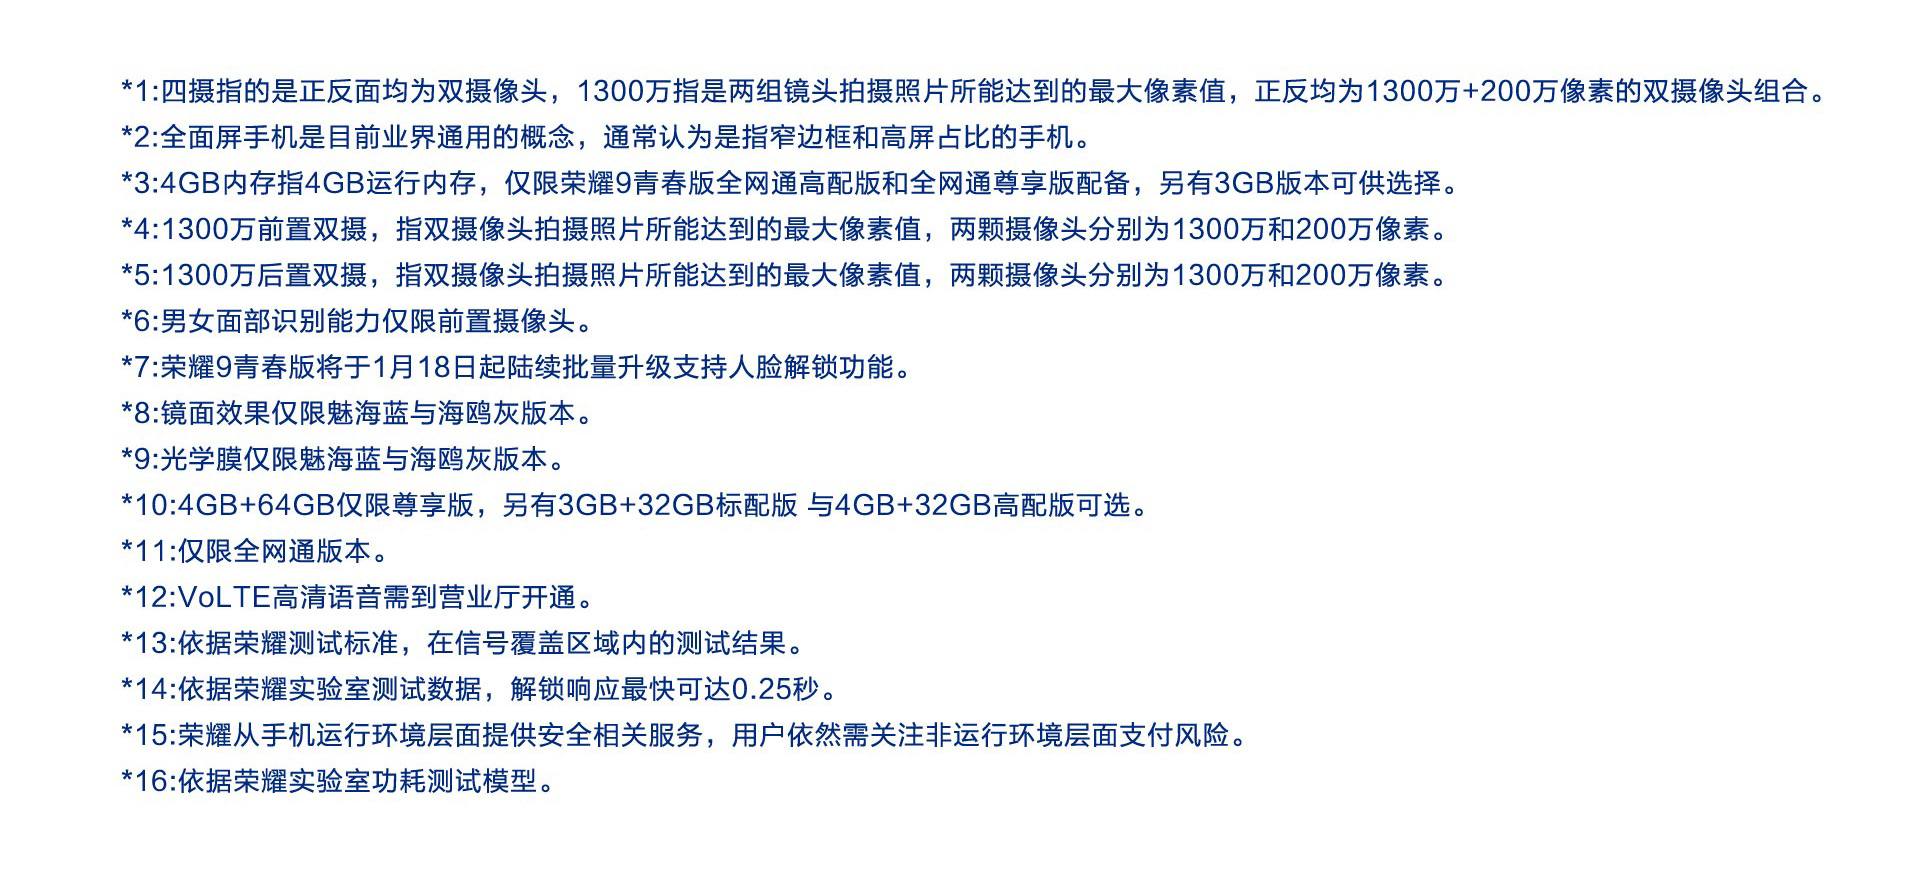 *1:四摄指的是正反面均为双摄像头，1300万指是两组镜头拍摄照片所能达到的最大像素值，正反均为1300万+200万像素的双摄像头组合。
*2:全面屏手机是目前业界通用的概念，通常认为是指窄边框和高屏占比的手机。
*3:4GB内存指4GB运行内存，仅限荣耀9青春版全网通高配版和全网通尊享版配备，另有3GB版本可供选择。
*4:1300万前置双摄，指双摄像头拍摄照片所能达到的最大像素值，两颗摄像头分别为1300万和200万像素。
*5:1300万后置双摄，指双摄像头拍摄照片所能达到的最大像素值，两颗摄像头分别为1300万和200万像素。
*6:男女面部识别能力仅限前置摄像头。
*7:荣耀9青春版将于1月18日起陆续批量升级支持人脸解锁功能。
*8:镜面效果仅限魅海蓝与海鸥灰版本。
*9:光学膜仅限魅海蓝与海鸥灰版本。
*10:4GB+64GB仅限尊享版，另有3GB+32GB标配版 与4GB+32GB高配版可选。
*11:仅限全网通版本。
*12:VoLTE高清语音需到营业厅开通。
*13:依据荣耀测试标准，在信号覆盖区域内的测试结果。
*14:依据荣耀实验室测试数据，解锁响应最快可达0.25秒。
*15:荣耀从手机运行环境层面提供安全相关服务，用户依然需关注非运行环境层面支付风险。
*16:依据荣耀实验室功耗测试模型。